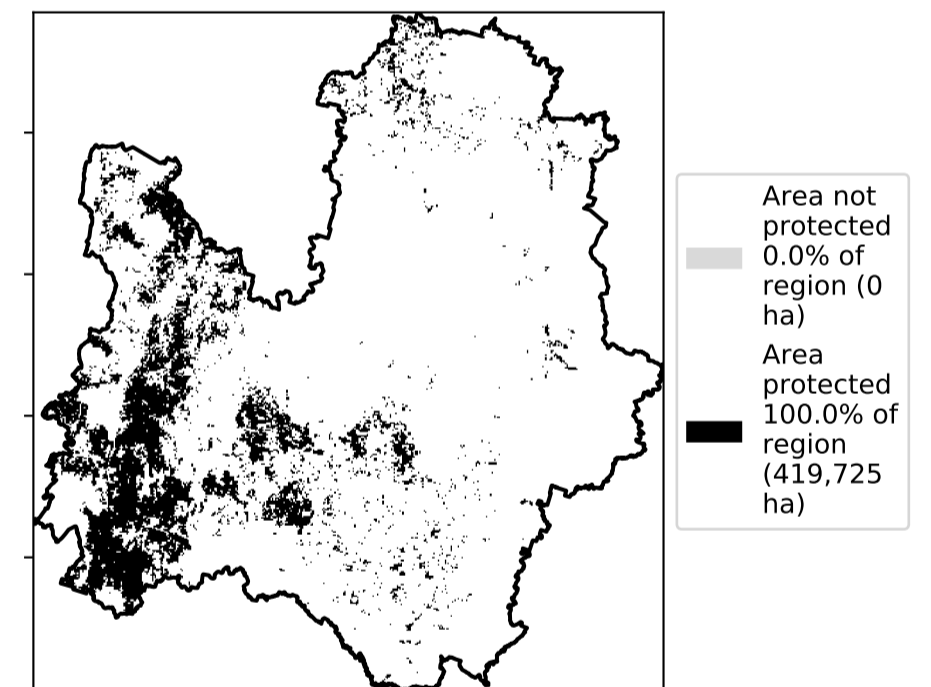 Area not
protected
0.0% of
region (0
ha)
Area
protected
100.0% of
region
(419,725
ha)